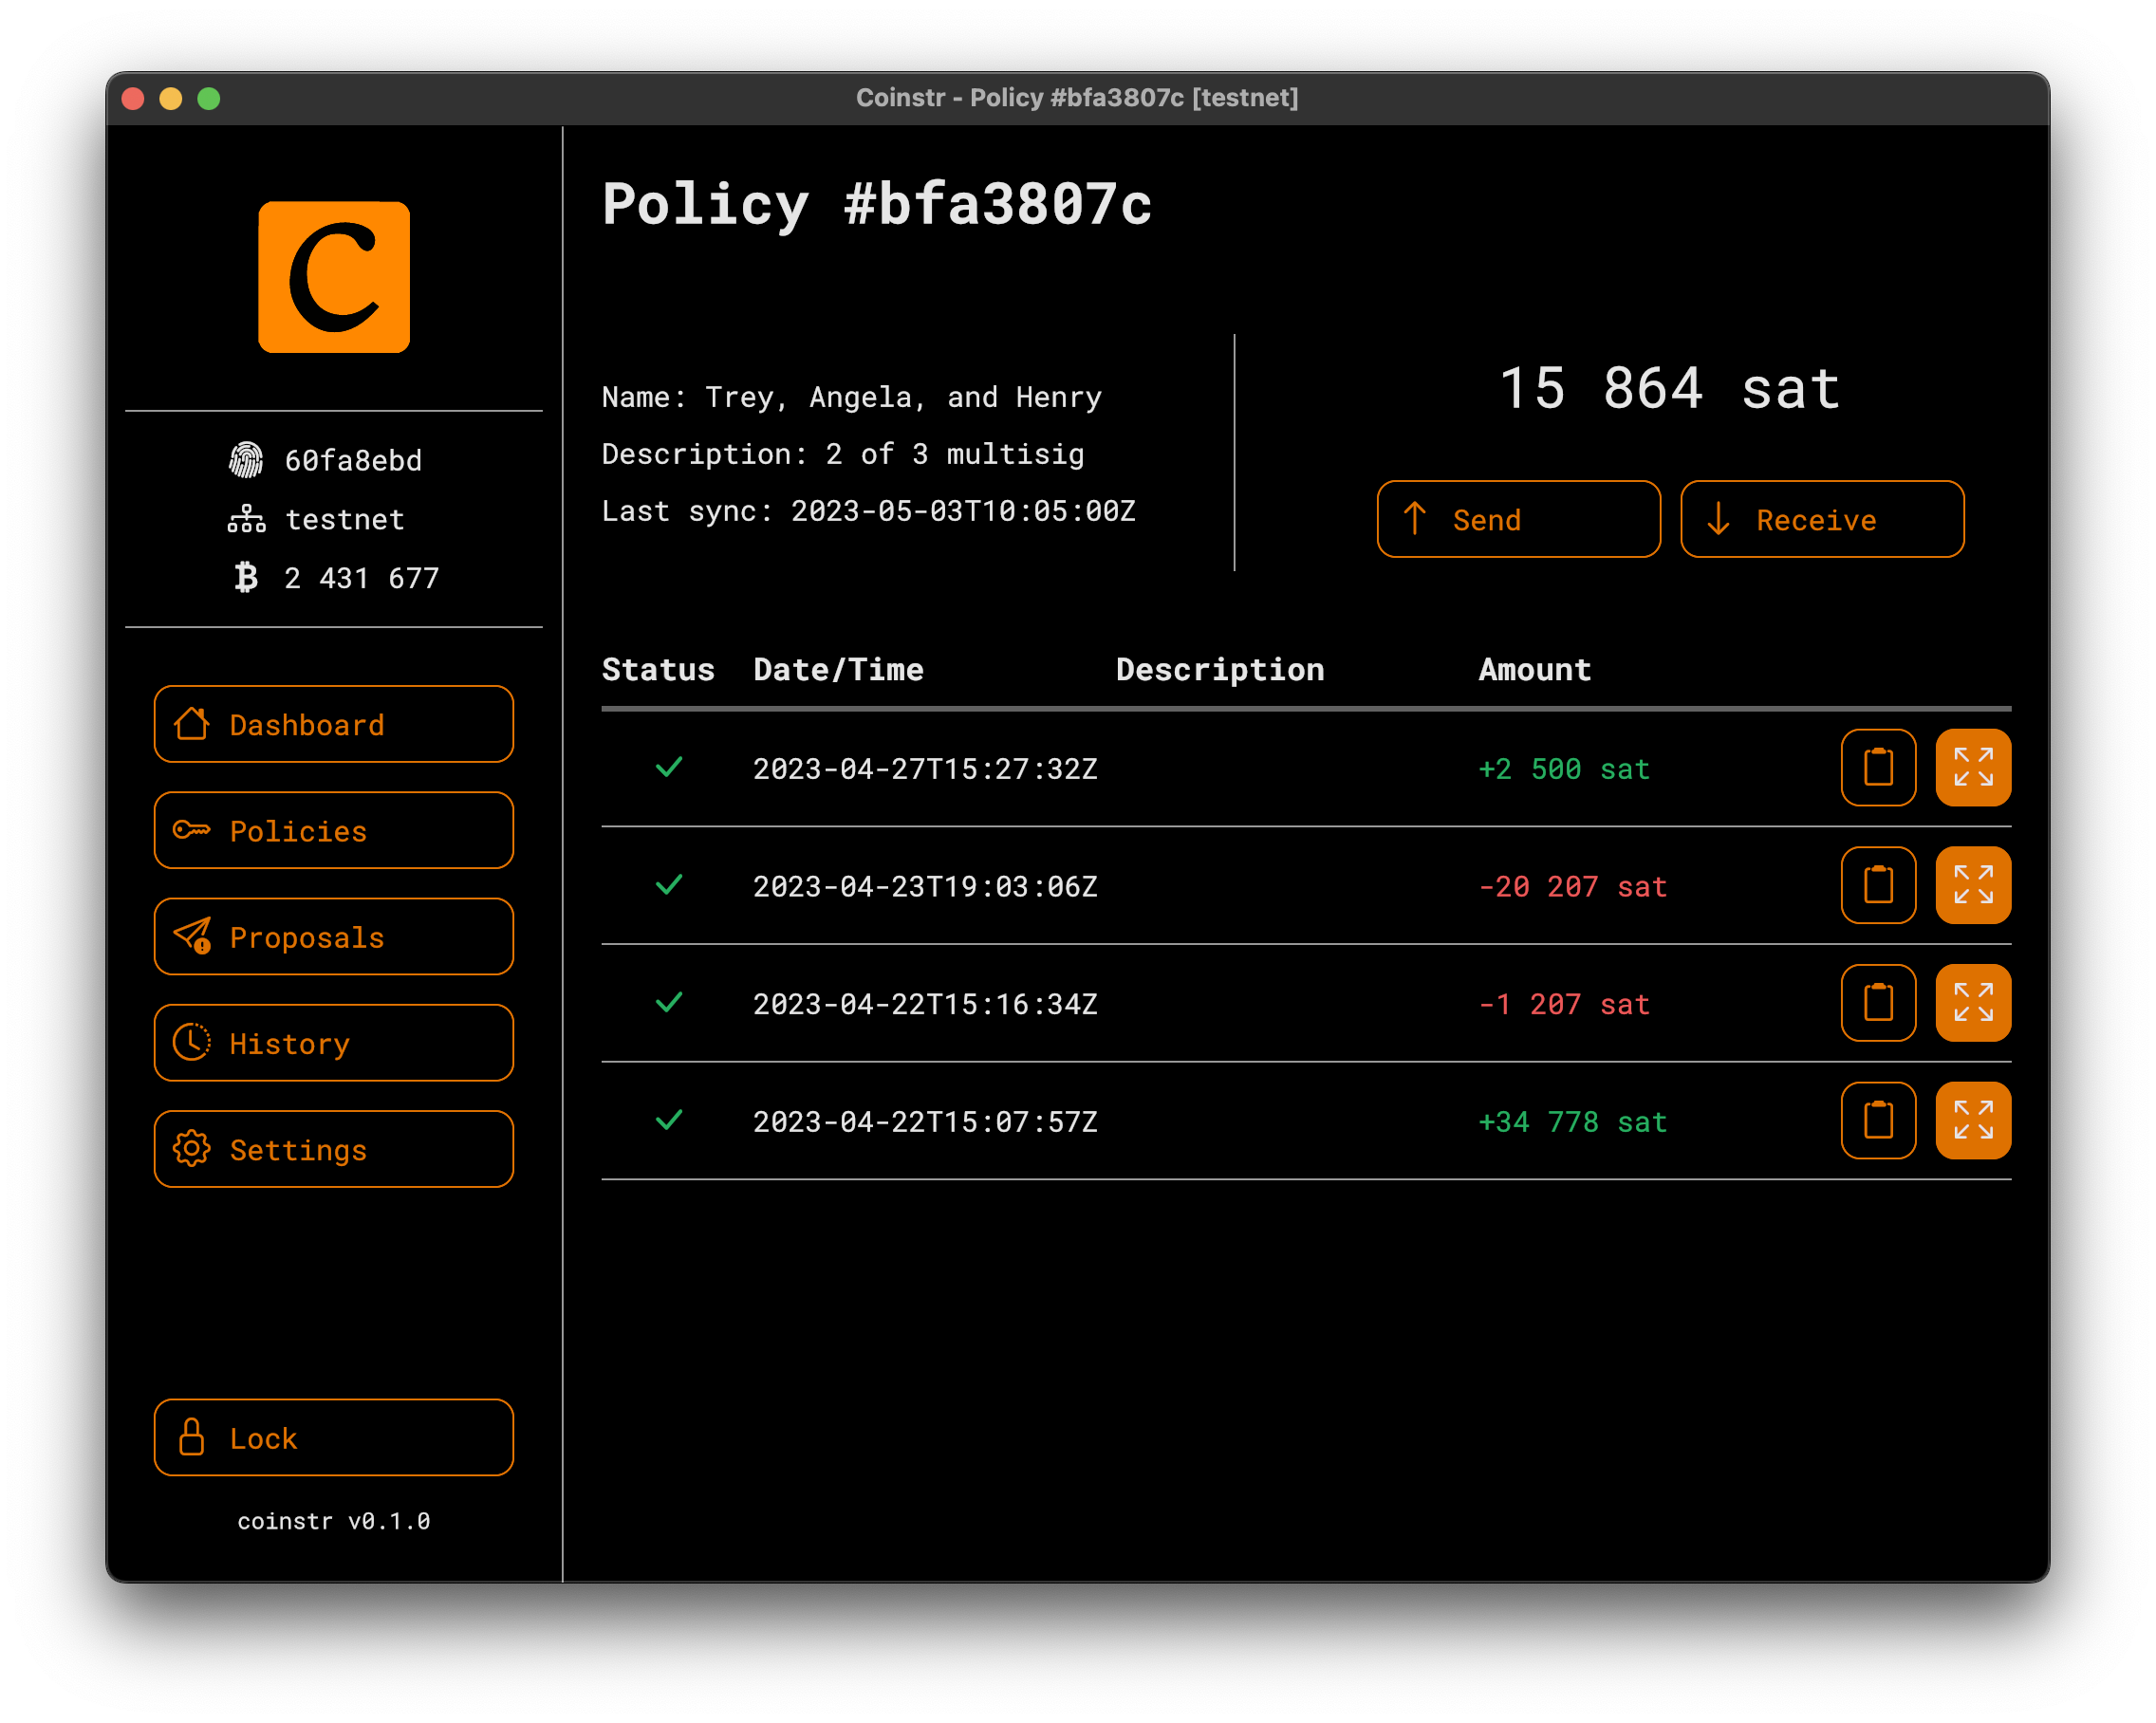 Coinstr - Policy #bfa3807c [testnet]
C
60fa8ebd
testnet
2 431 677
Dashboard
Policies
Proposals
History
Settings
Lock
coinstr v0.1.0
Policy #bfa3807c
Name: Trey, Angela, and Henry
Description: 2 of 3 multisig
Last sync: 2023-05-03T10:05:00Z
15 864 sat
Send
Receive
Status Date/Time Description Amount
2023-04-27T15:27:32Z +2 500 sat
2023-04-23T19:03:06Z -20 207 sat
2023-04-22T15:16:34Z -1 207 sat
2023-04-22T15:07:57Z +34 778 sat